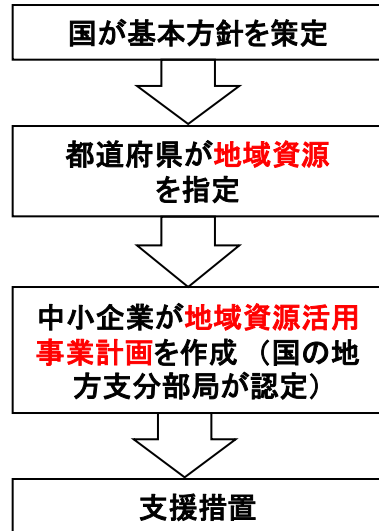 国が基本方針を策定
都道府県が地域資源
を指定
中小企業が地域資源活用
事業計画を作成 （国の地
方支分部局が認定）
支援措置